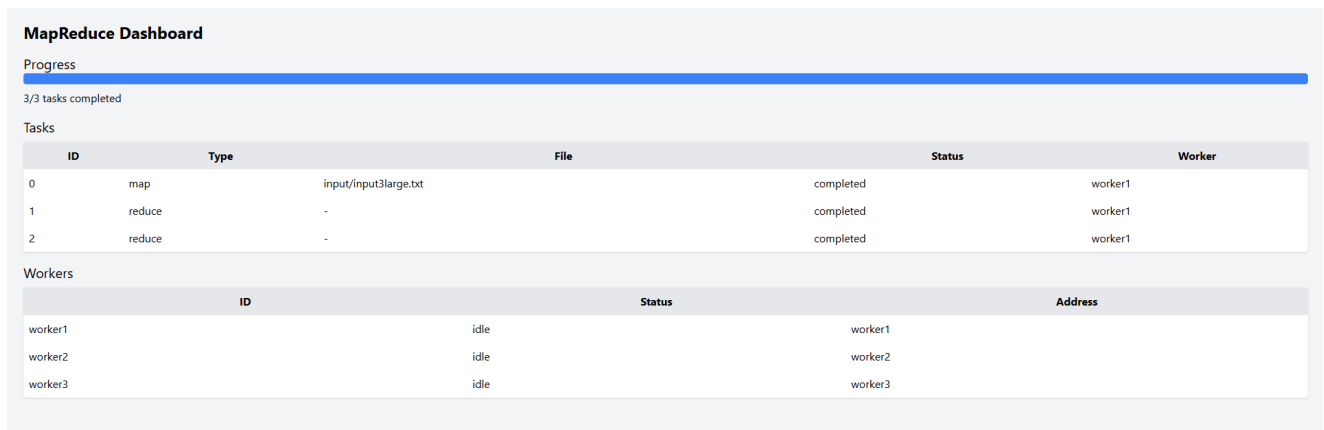 MapReduce Dashboard
Progress
3/3 tasks completed
Tasks
ID Type File Status Worker
0 map input/input3large.txt completed worker1
1 reduce - completed worker1
2 reduce - completed worker1
Workers
ID Status Address
worker1 idle worker1
worker2 idle worker2
worker3 idle worker3